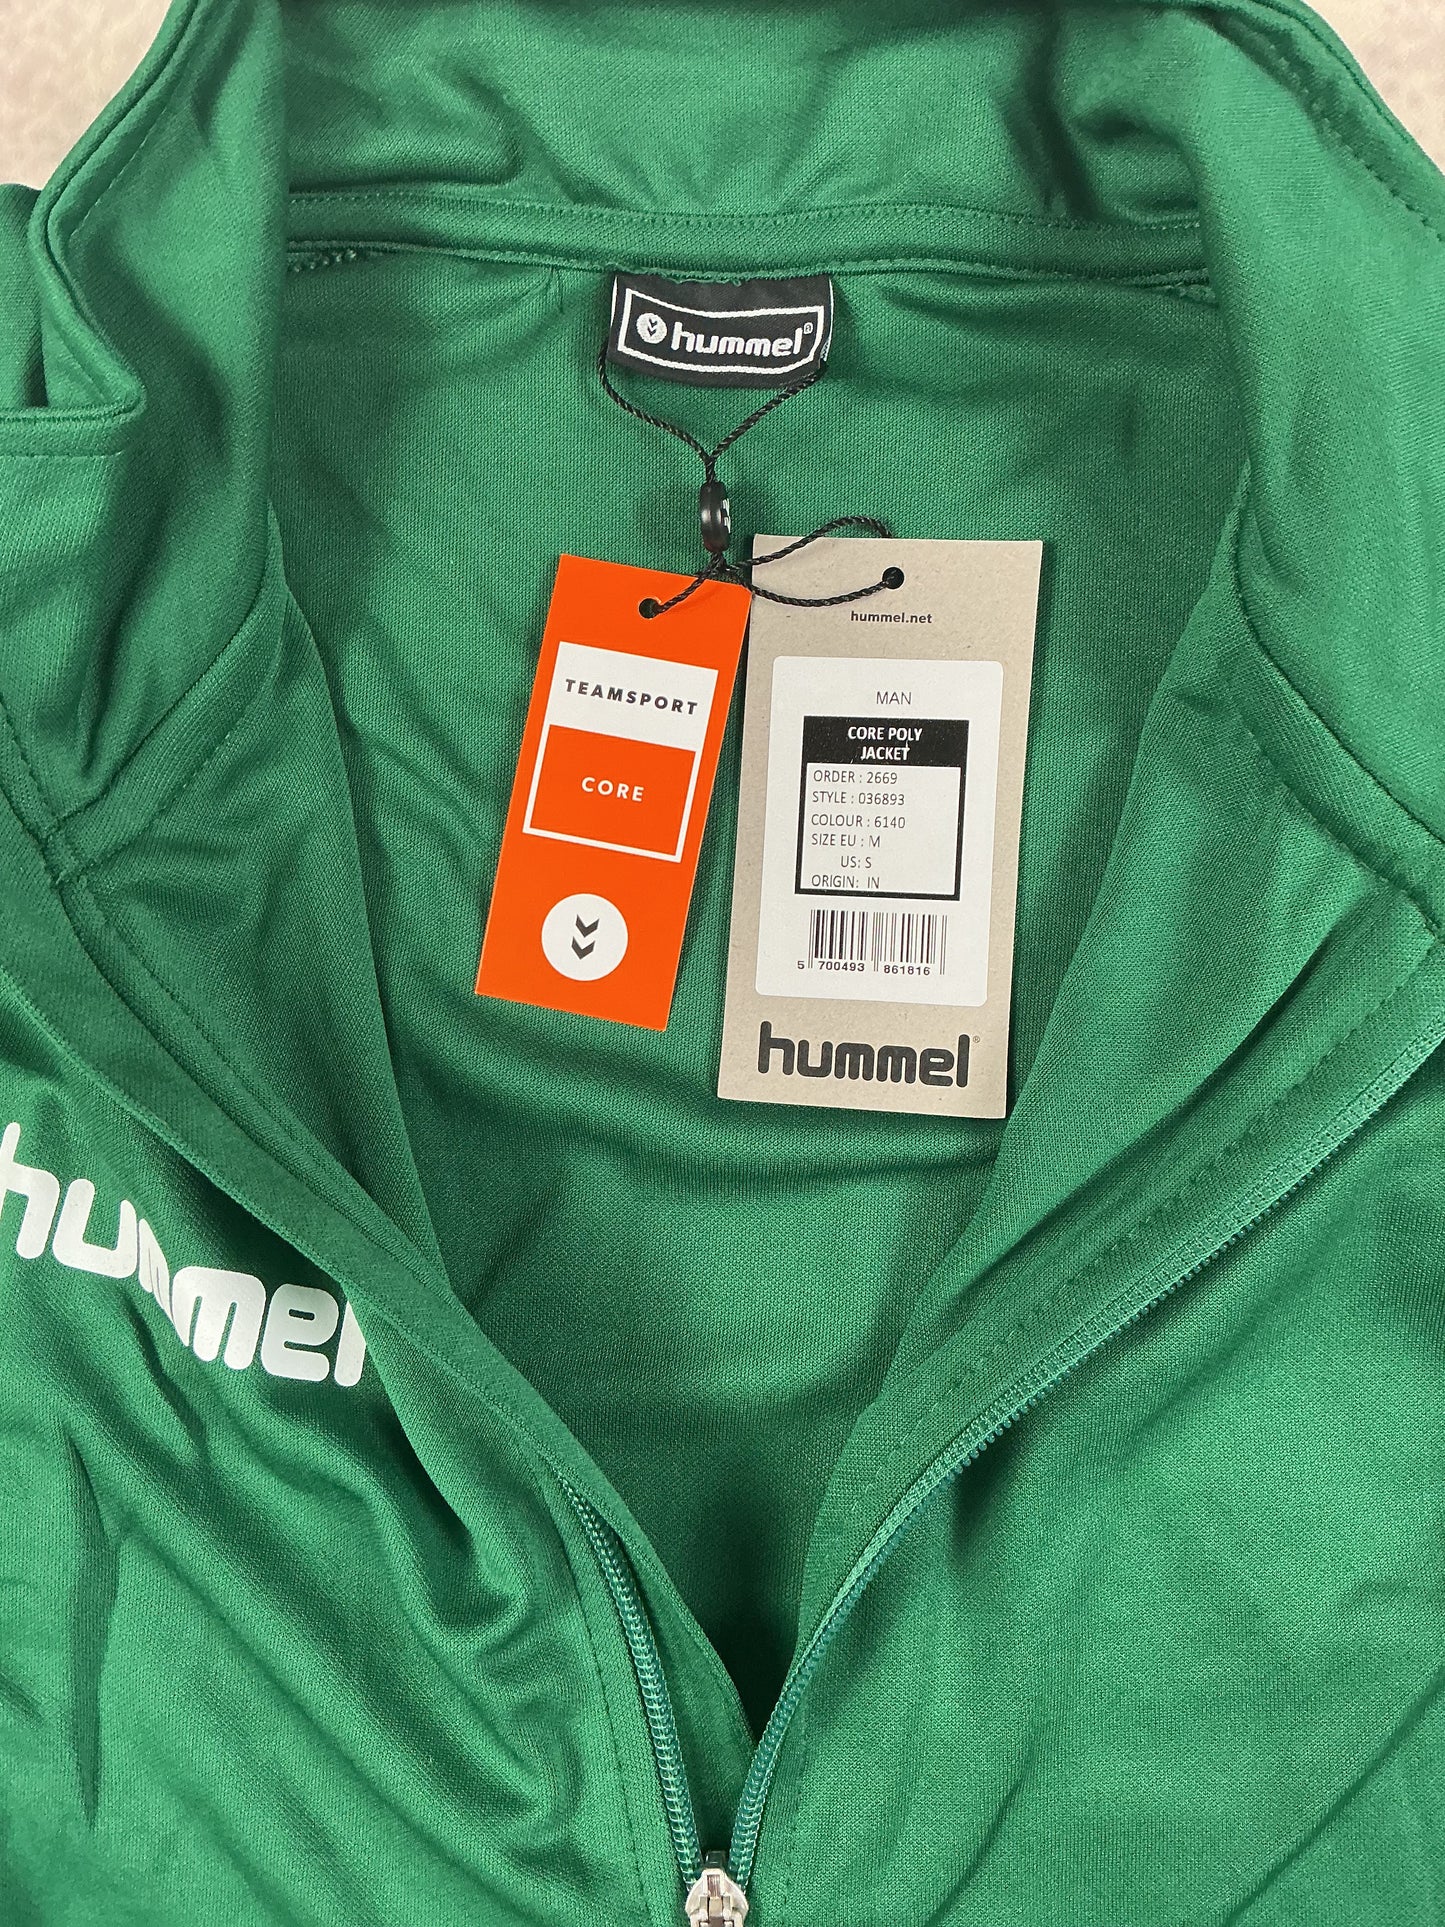 hummel®
TEAMSPORT
CORE
hummel.net
MAN
CORE POLY
JACKET
ORDER : 2669
STYLE : 036893
COLOUR : 6140
SIZE EU : M
US: S
ORIGIN: IN
5 700493 861816
hummel®
hummel